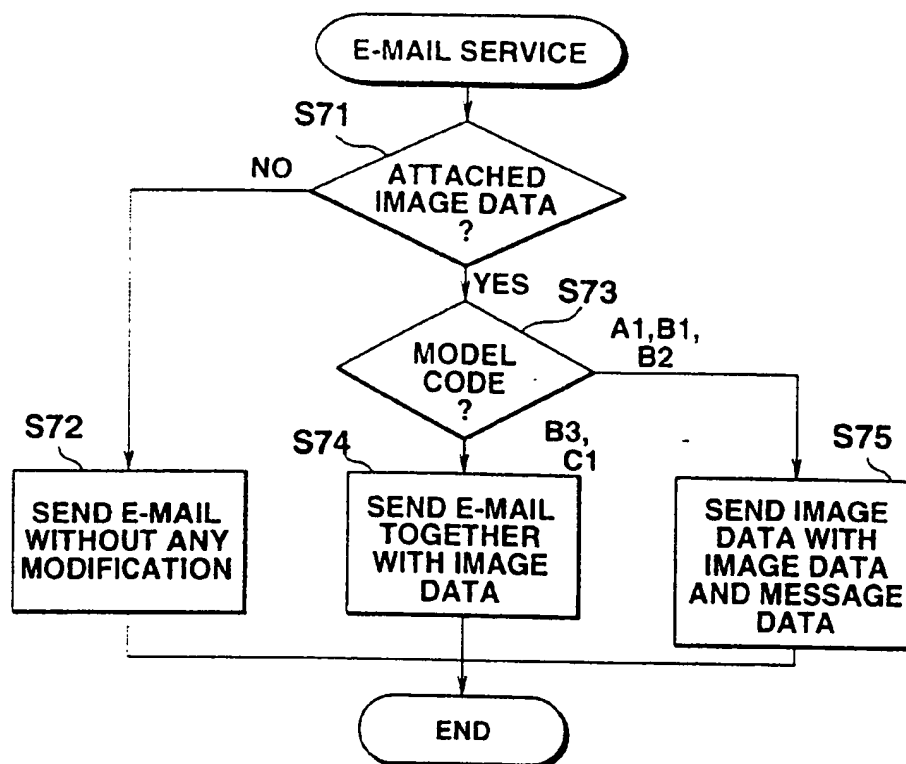 E-MAIL SERVICE
S71
NO
ATTACHED
IMAGE DATA
?
YES
S73
A1,B1,
B2
MODEL
CODE
?
S72
S74
B3,
C1
S75
SEND E-MAIL
WITHOUT ANY
MODIFICATION
SEND E-MAIL
TOGETHER
WITH IMAGE
DATA
SEND IMAGE
DATA WITH
IMAGE DATA
AND MESSAGE
DATA
END